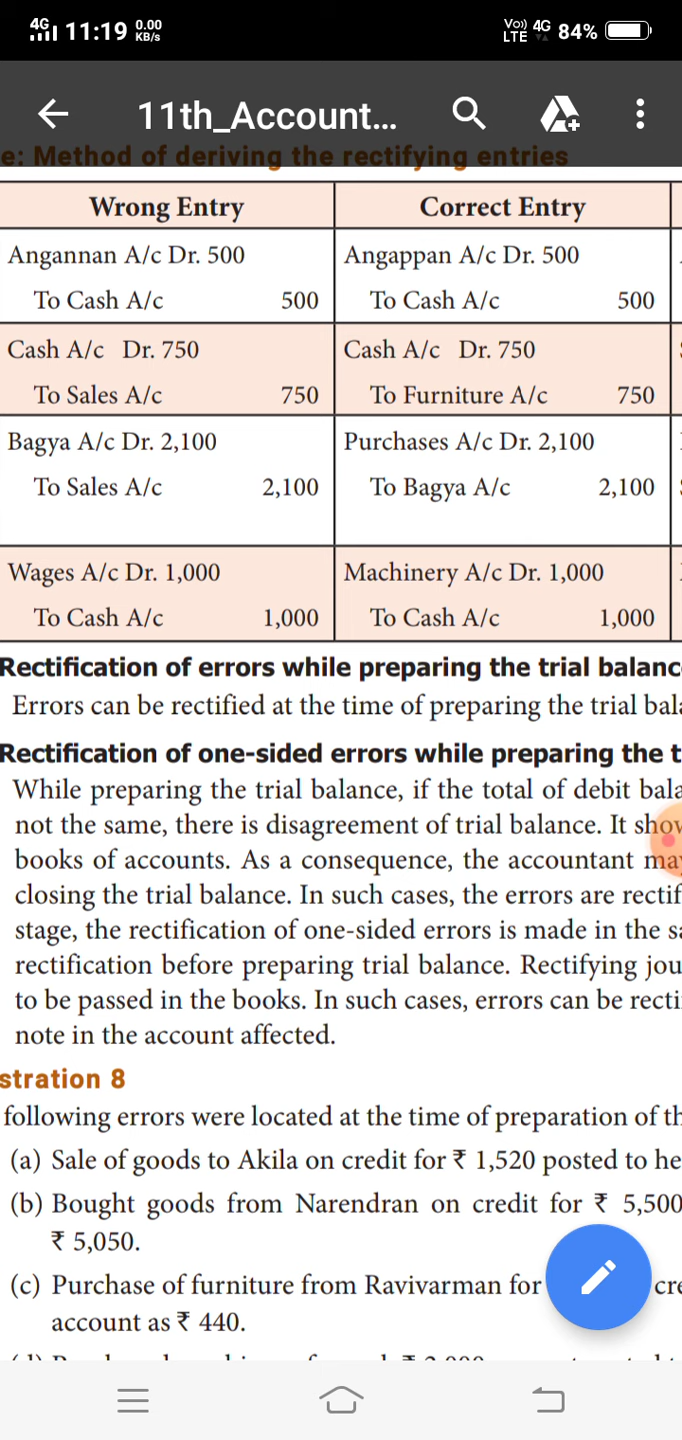 4G 11:19 0.00 KB/s Vo)) LTE 4G 84%
11th_Account...
e: Method of deriving the rectifying entries
Wrong Entry Correct Entry
Angannan A/c Dr. 500 Angappan A/c Dr. 500
To Cash A/c 500 To Cash A/c 500
Cash A/c Dr. 750 Cash A/c Dr. 750
To Sales A/c 750 To Furniture A/c 750
Bagya A/c Dr. 2,100 Purchases A/c Dr. 2,100
To Sales A/c 2,100 To Bagya A/c 2,100
Wages A/c Dr. 1,000 Machinery A/c Dr. 1,000
To Cash A/c 1,000 To Cash A/c 1,000
Rectification of errors while preparing the trial balanc
Errors can be rectified at the time of preparing the trial bala
Rectification of one-sided errors while preparing the t
While preparing the trial balance, if the total of debit bala
not the same, there is disagreement of trial balance. It show
books of accounts. As a consequence, the accountant may
closing the trial balance. In such cases, the errors are rectif
stage, the rectification of one-sided errors is made in the sa
rectification before preparing trial balance. Rectifying jou
to be passed in the books. In such cases, errors can be recti
note in the account affected.
stration 8
following errors were located at the time of preparation of th
(a) Sale of goods to Akila on credit for ₹ 1,520 posted to he
(b) Bought goods from Narendran on credit for ₹ 5,500
₹ 5,050.
(c) Purchase of furniture from Ravivarman for cre
account as ₹ 440.